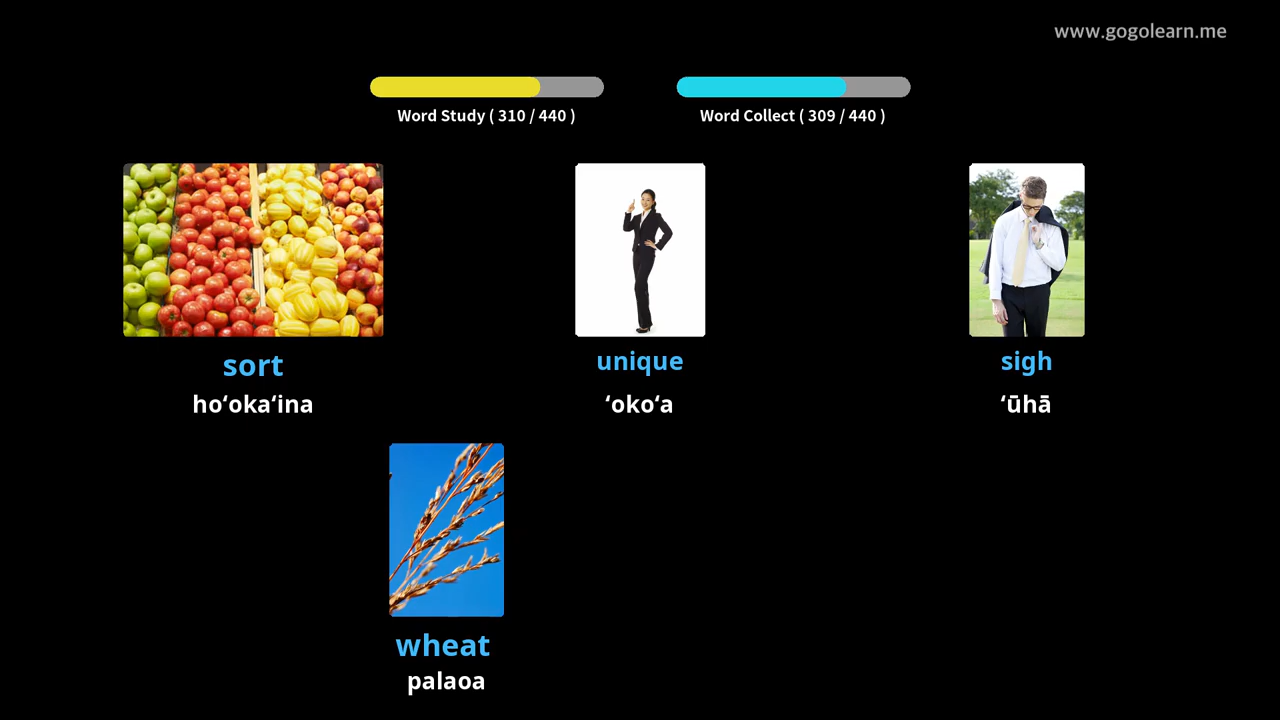 www.gogolearn.me
Word Study ( 310 / 440 )
Word Collect ( 309 / 440 )
sort
hoʻokaʻina
unique
ʻokoʻa
sigh
ʻūhā
wheat
palaoa